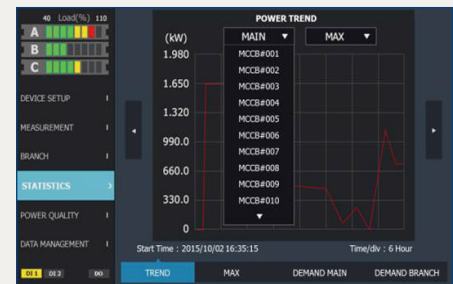 40 Load(%) 110
A
B
C
DEVICE SETUP
MEASUREMENT
BRANCH
STATISTICS
POWER QUALITY
DATA MANAGEMENT
DI 1 DI 2 DO
POWER TREND
(kW)
MAIN ▼ MAX ▼
1.980
1.650
1.320
990.0
660.0
330.0
0
MCCB#001
MCCB#002
MCCB#003
MCCB#004
MCCB#005
MCCB#006
MCCB#007
MCCB#008
MCCB#009
MCCB#010
▼
Start Time : 2015/10/02 16:35:15 Time/div : 6 Hour
TREND MAX DEMAND MAIN DEMAND BRANCH